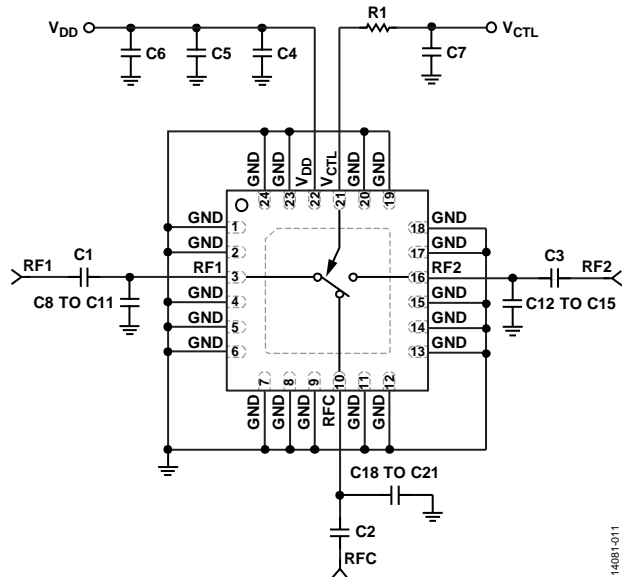 VDD
C6
C5
C4
R1
VCTL
C7
GND
GND
VDD
VCTL
GND
GND
24
23
22
21
20
19
GND
1
18
GND
GND
2
17
GND
RF1
C1
RF1
3
16
RF2
C3
RF2
C8 TO C11
GND
4
15
GND
C12 TO C15
GND
5
14
GND
GND
6
13
GND
7
8
9
10
11
12
GND
GND
GND
RFC
GND
GND
C18 TO C21
C2
RFC
14081-011